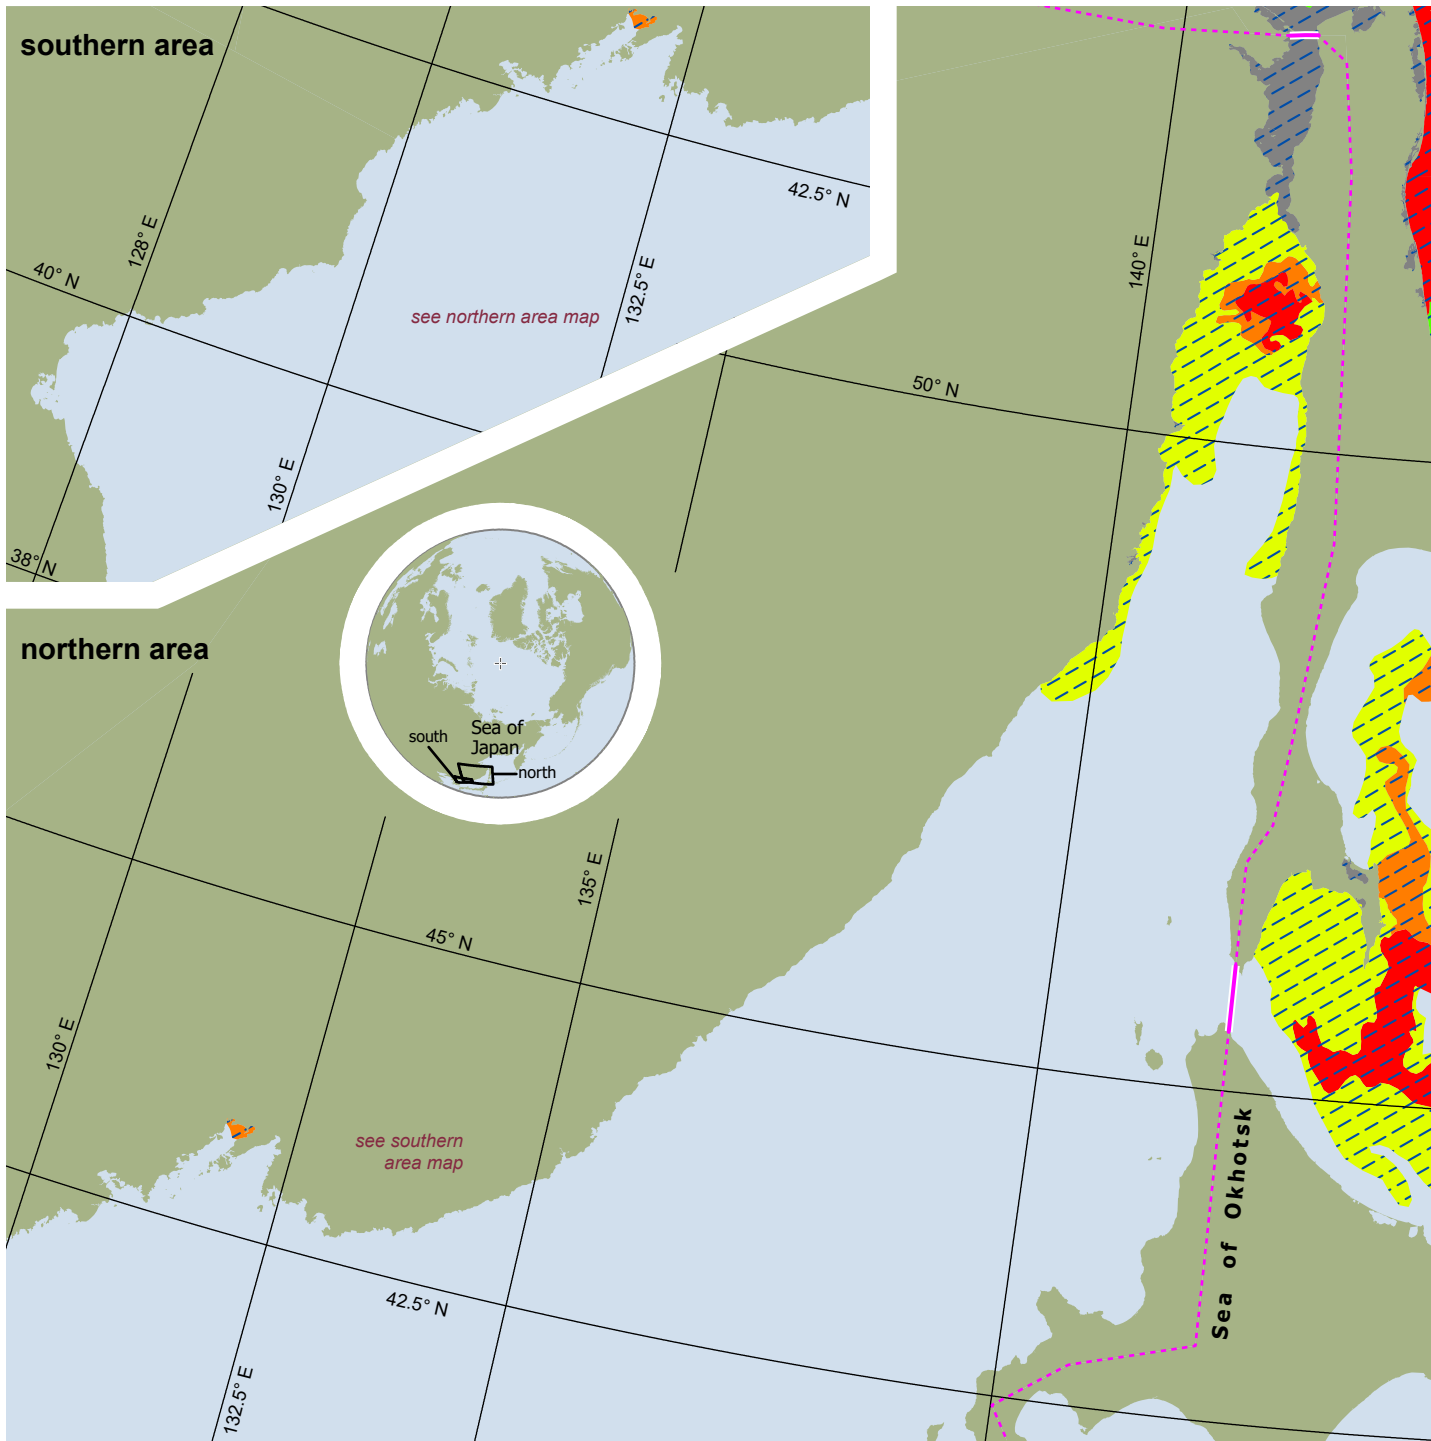 southern area
128° E
40° N
38° N
130° E
132.5° E
42.5° N
see northern area map
140° E
50° N
northern area
Sea of
Japan
south
north
135° E
45° N
130° E
see southern
area map
42.5° N
132.5° E
Sea of Okhotsk